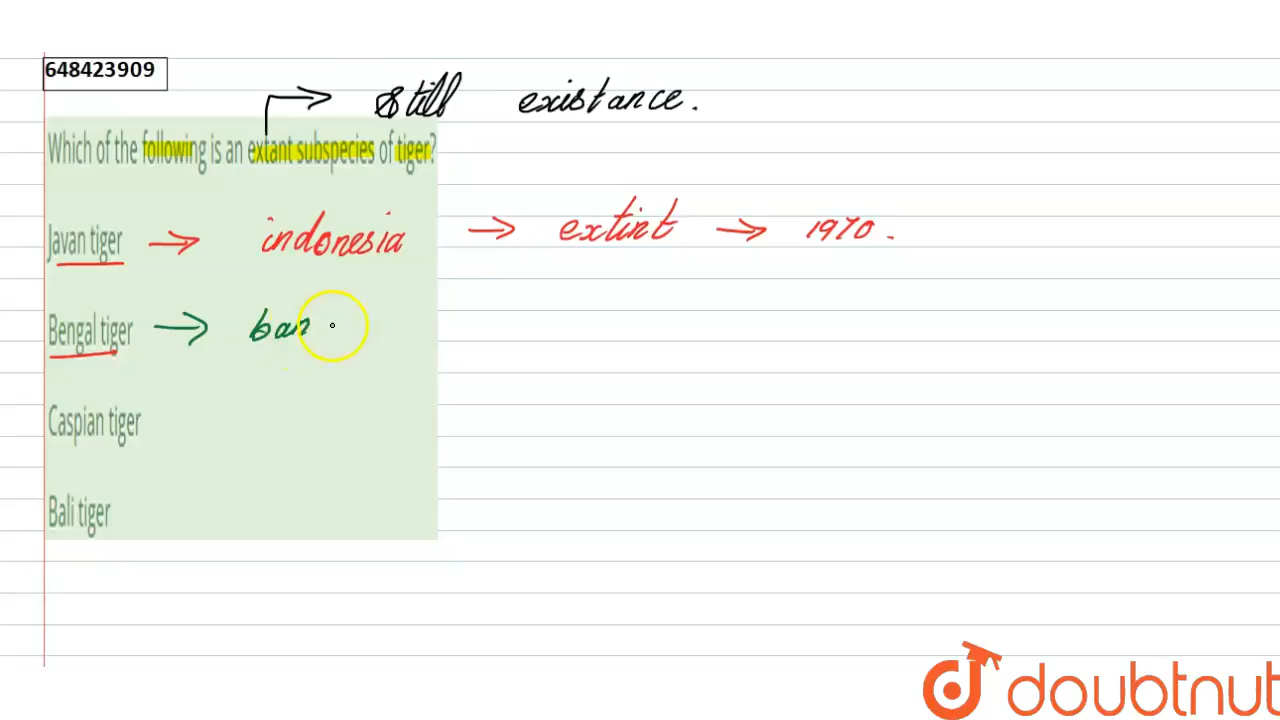 648423909
still existance.
Which of the following is an extant subspecies of tiger?
Javan tiger → indonesia → extint → 1970.
Bengal tiger → ban
Caspian tiger
Bali tiger
doubtnut